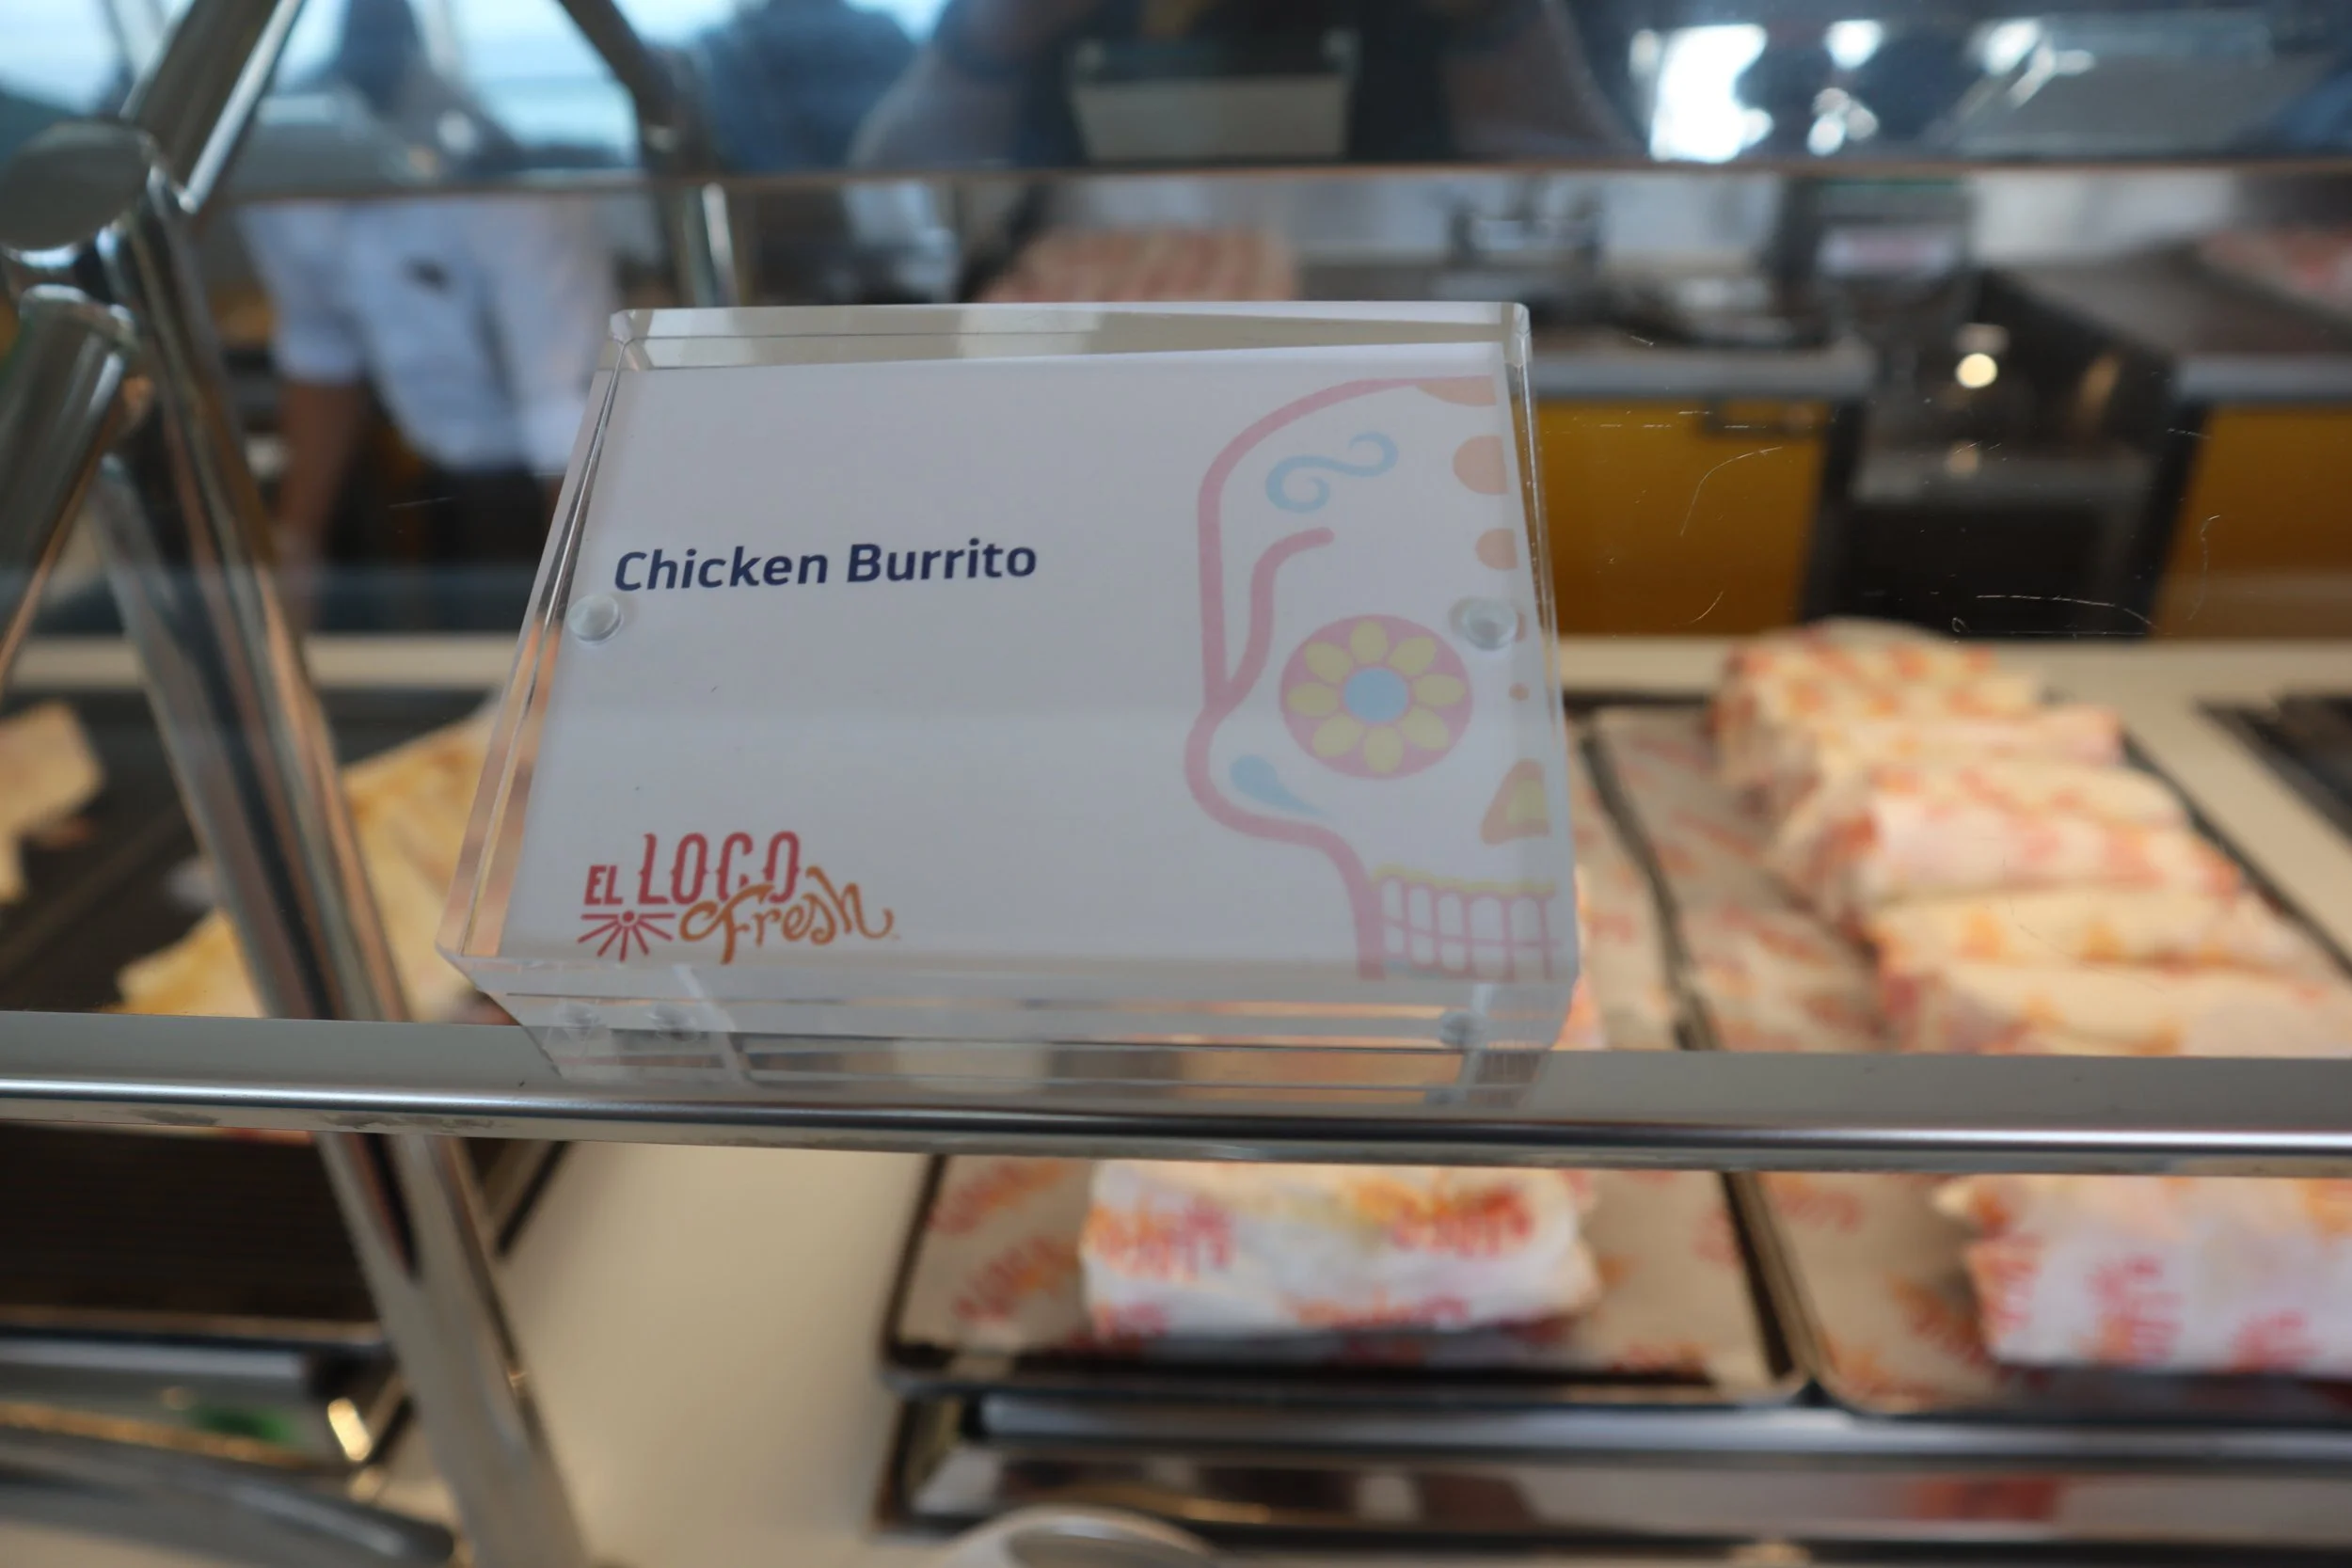 Chicken Burrito
EL LOCO
Fresh